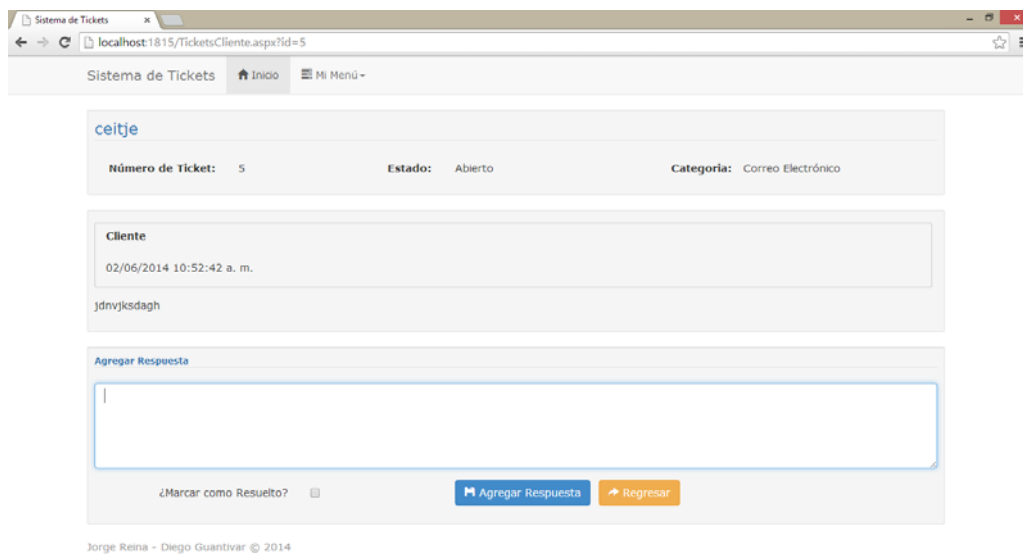 Sistema de Tickets
localhost:1815/TicketsCliente.aspx?id=5
Sistema de Tickets Inicio Mi Menú
ceitje
Número de Ticket: 5 Estado: Abierto Categoria: Correo Electrónico
Cliente
02/06/2014 10:52:42 a. m.
jdnvjksdagh
Agregar Respuesta
¿Marcar como Resuelto? Agregar Respuesta Regresar
Jorge Reina - Diego Guantivar © 2014